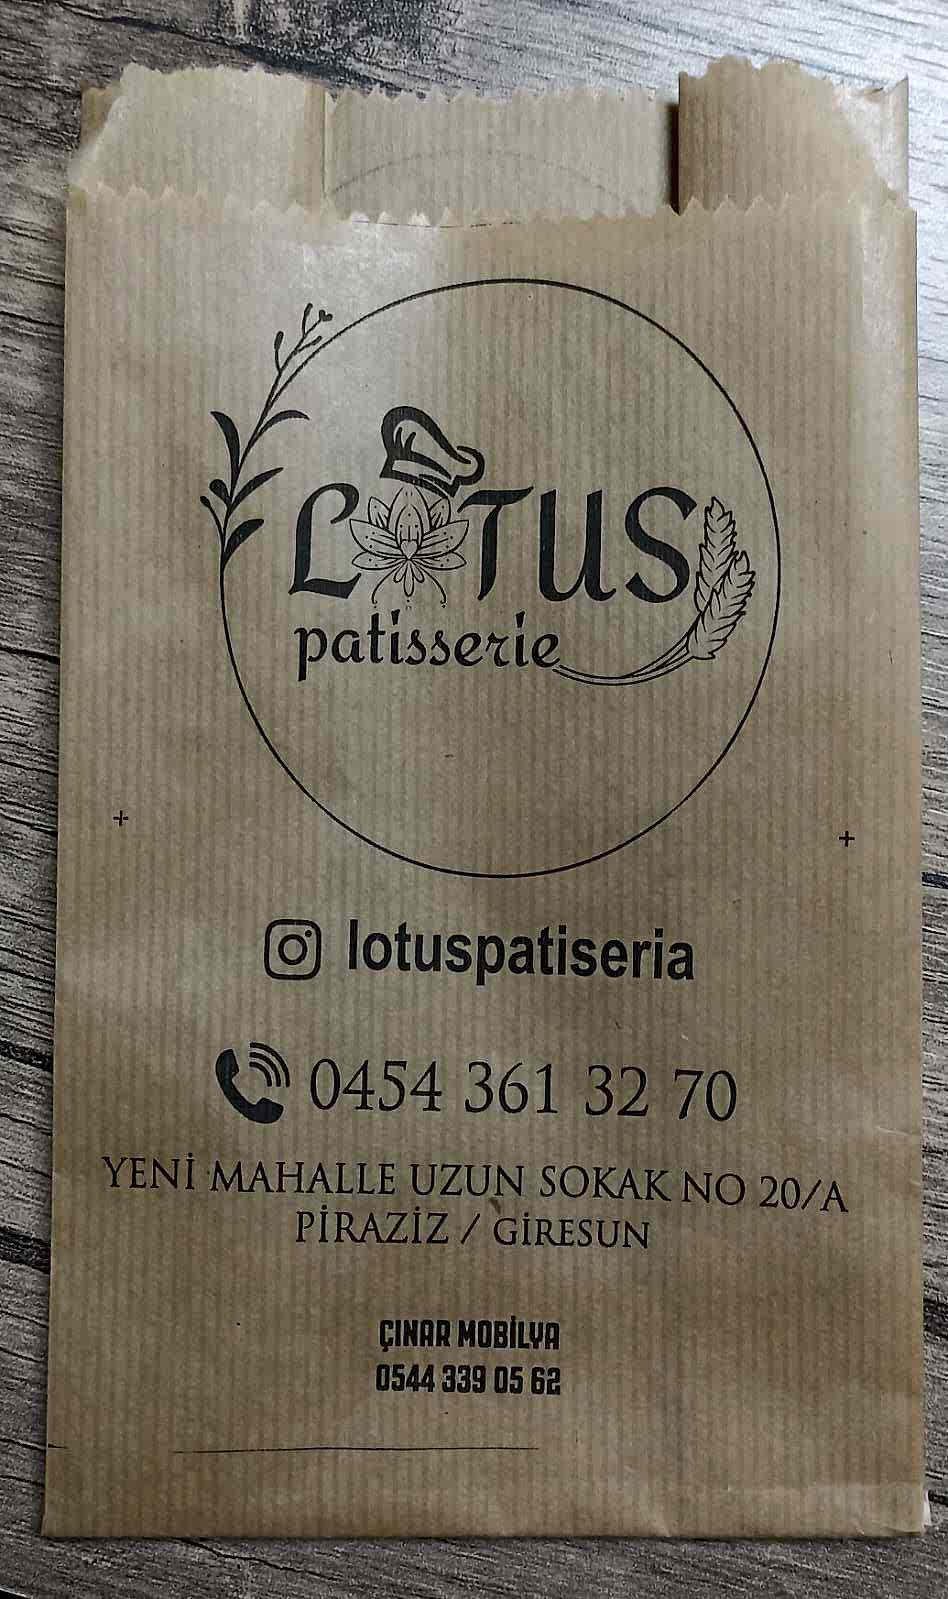 LOTUS
patisserie
lotuspatiseria
0454 361 32 70
YENİ MAHALLE UZUN SOKAK NO 20/A
PİRAZİZ / GİRESUN
ÇINAR MOBİLYA
0544 339 05 62